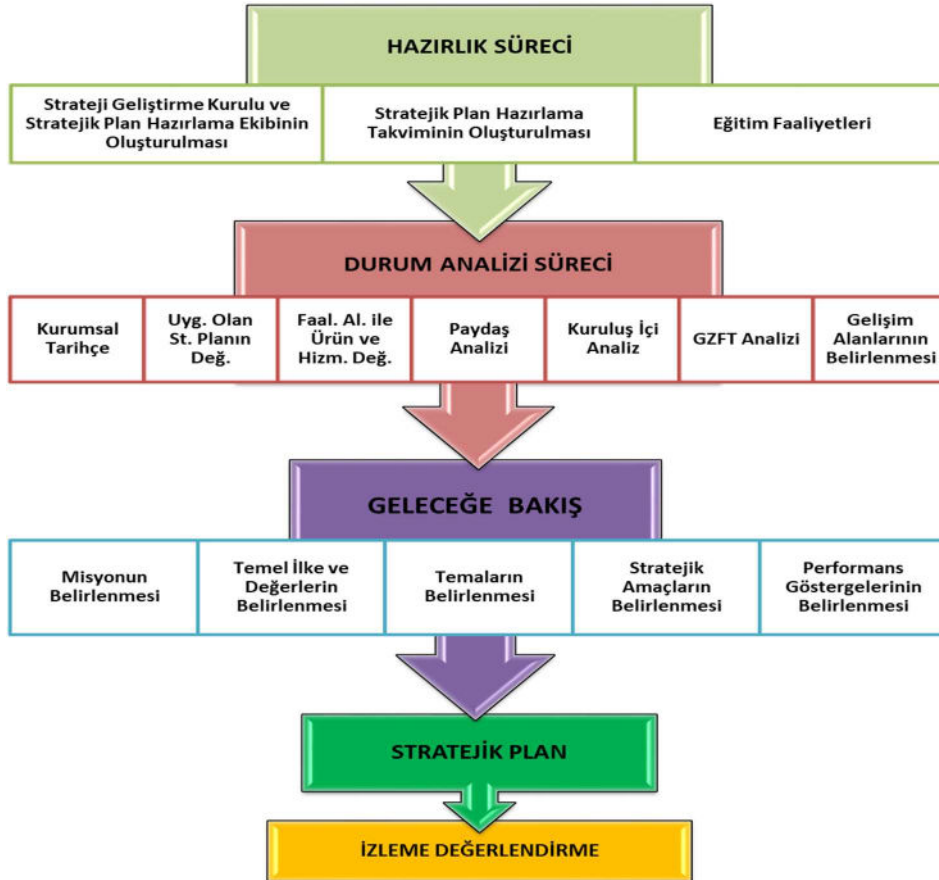 HAZIRLIK SÜRECİ
Strateji Geliştirme Kurulu ve
Stratejik Plan Hazırlama Ekibinin
Oluşturulması
Stratejik Plan Hazırlama
Takviminin Oluşturulması
Eğitim Faaliyetleri
DURUM ANALİZİ SÜRECİ
Kurumsal
Tarihçe
Uyg. Olan
St. Planın
Değ.
Faal. Al. ile
Ürün ve
Hizm. Değ.
Paydaş
Analizi
Kuruluş İçi
Analiz
GZFT Analizi
Gelişim
Alanlarının
Belirlenmesi
GELECEĞE BAKIŞ
Misyonun
Belirlenmesi
Temel İlke ve
Değerlerin
Belirlenmesi
Temaların
Belirlenmesi
Stratejik
Amaçların
Belirlenmesi
Performans
Göstergelerinin
Belirlenmesi
STRATEJİK PLAN
İZLEME DEĞERLENDİRME